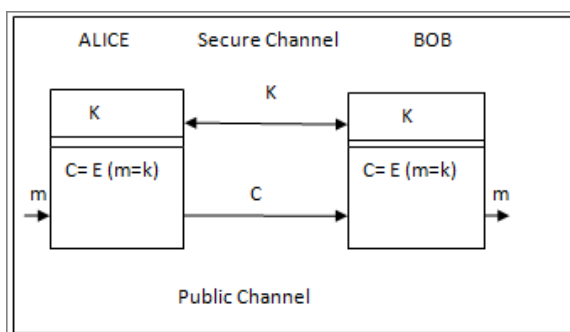 ALICE Secure Channel BOB
K
K K
C= E (m=k) C= E (m=k)
m C m
Public Channel